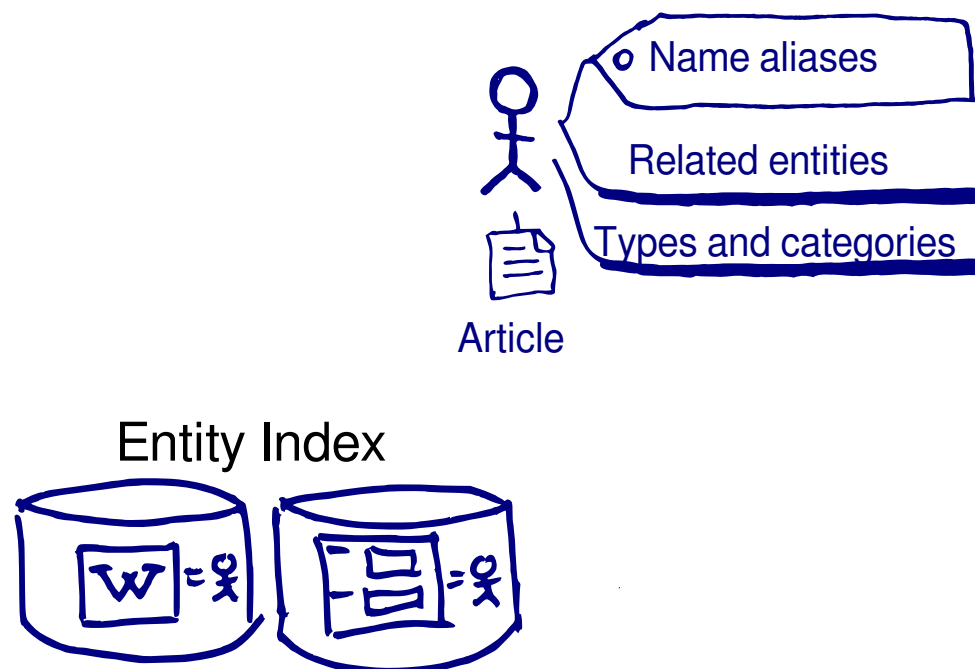 Name aliases
Related entities
Types and categories
Article
Entity Index
W = =